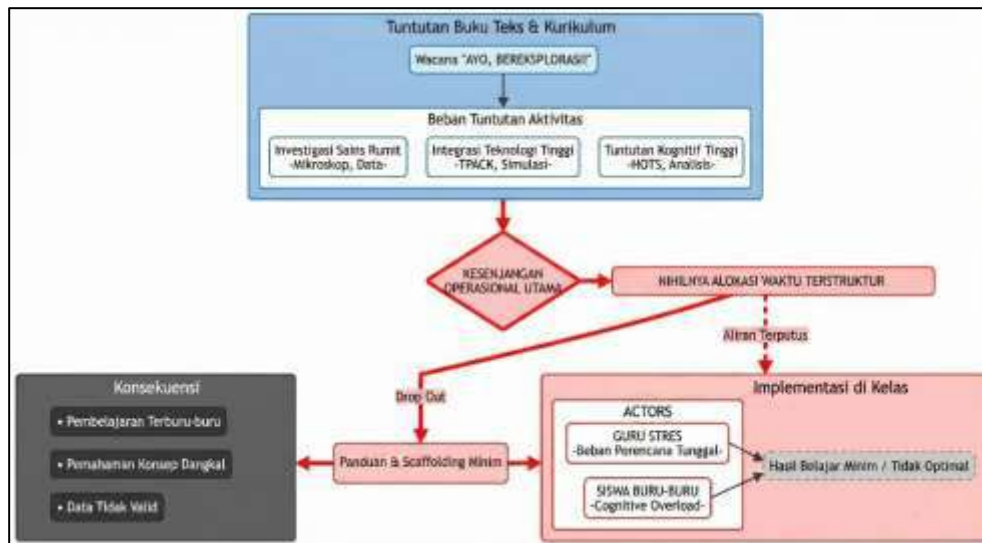 Tuntutan Buku Teks & Kurikulum
Wacana "AYO, BEREKSPLORASI!"
Beban Tuntutan Aktivitas
Investigasi Sains Rumit
-Mikroskop, Data-
Integrasi Teknologi Tinggi
-TPACK, Simulasi-
Tuntutan Kognitif Tinggi
-HOTS, Analisis-
KESENJANGAN
OPERASIONAL UTAMA
NIHILNYA ALOKASI WAKTU TERSTRUKTUR
Aliran Terputus
Drop Out
Konsekuensi
• Pembelajaran Terburu-buru
• Pemahaman Konsep Dangkal
• Data Tidak Valid
Panduan & Scaffolding Minim
Implementasi di Kelas
ACTORS
GURU STRES
-Beban Perencana Tunggal-
SISWA BURU-BURU
-Cognitive Overload-
Hasil Belajar Minim / Tidak Optimal